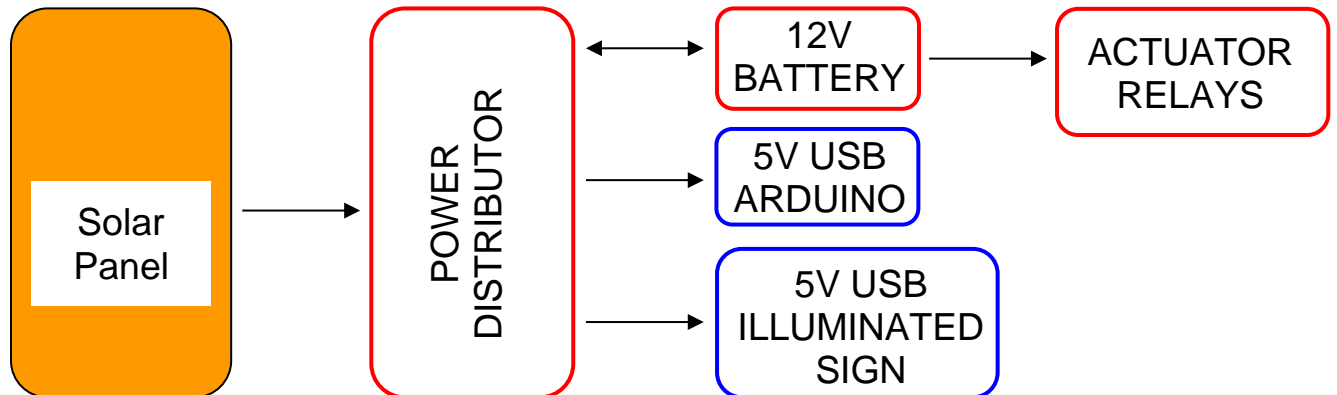 Solar
Panel
POWER
DISTRIBUTOR
12V
BATTERY
ACTUATOR
RELAYS
5V USB
ARDUINO
5V USB
ILLUMINATED
SIGN